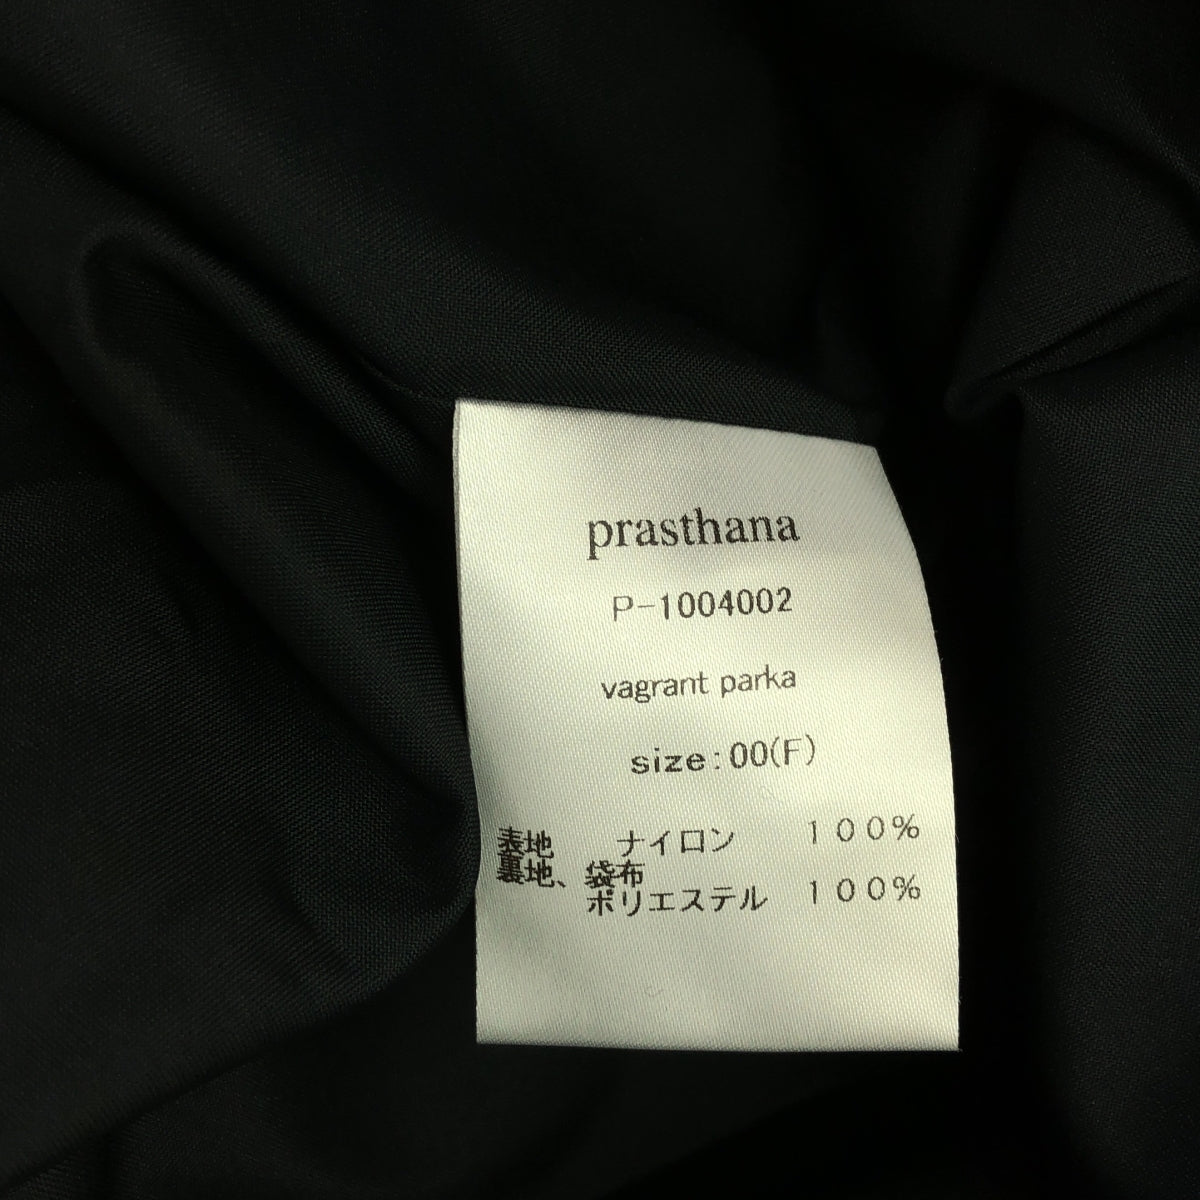 prasthana
P-1004002
vagrant parka
size:00(F)
表地　ナイロン　１００％
裏地、袋布
ポリエステル　１００％